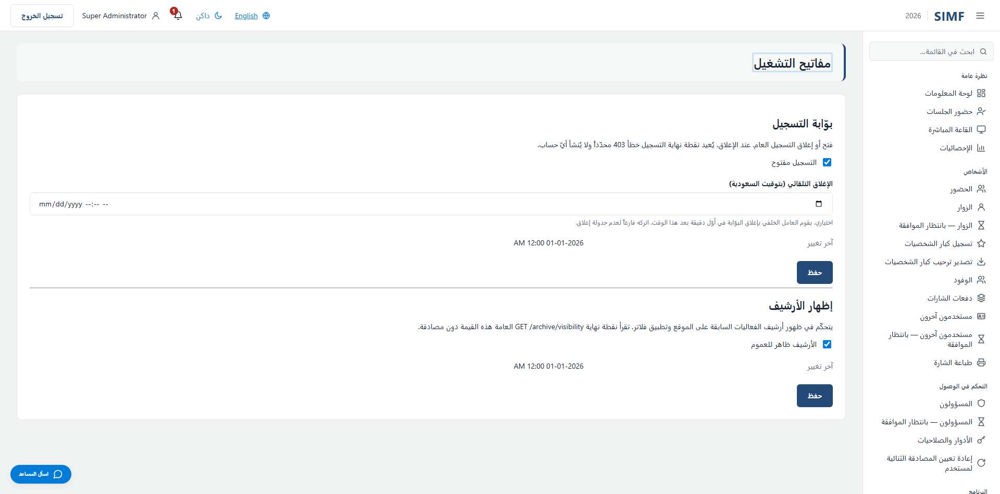 SIMF
2026
English
داكن
1
Super Administrator
تسجيل الخروج
ابحث في القائمة...
نظرة عامة
لوحة المعلومات
حضور الجلسات
القاعة المباشرة
الإحصائيات
الأشخاص
الحضور
الزوار
الزوار — بانتظار الموافقة
تسجيل كبار الشخصيات
تصدير ترحيب كبار الشخصيات
الوفود
دفعات الشارات
مستخدمون آخرون
مستخدمون آخرون — بانتظار
الموافقة
طباعة الشارة
التحكم في الوصول
المسؤولون
المسؤولون — بانتظار الموافقة
الأدوار والصلاحيات
إعادة تعيين المصادقة الثنائية
لمستخدم
البرنامج
مفاتيح التشغيل
بوّابة التسجيل
فتح أو إغلاق التسجيل العام. عند الإغلاق، يُعيد نقطة نهاية التسجيل خطأ 403 محدّداً ولا يُنشأ أيّ حساب.
التسجيل مفتوح
الإغلاق التلقائي (بتوقيت السعودية)
mm/dd/yyyy --:-- --
اختياري. يقوم العامل الخلفي بإغلاق البوّابة في أوّل دقيقة بعد هذا الوقت. اتركه فارغاً لعدم جدولة إغلاق.
آخر تغيير
01-01-2026 12:00 AM
حفظ
إظهار الأرشيف
يتحكّم في ظهور أرشيف الفعاليات السابقة على الموقع وتطبيق فلاتر. تقرأ نقطة نهاية GET /archive/visibility العامة هذه القيمة دون مصادقة.
الأرشيف ظاهر للعموم
آخر تغيير
01-01-2026 12:00 AM
حفظ
اسأل المساعد